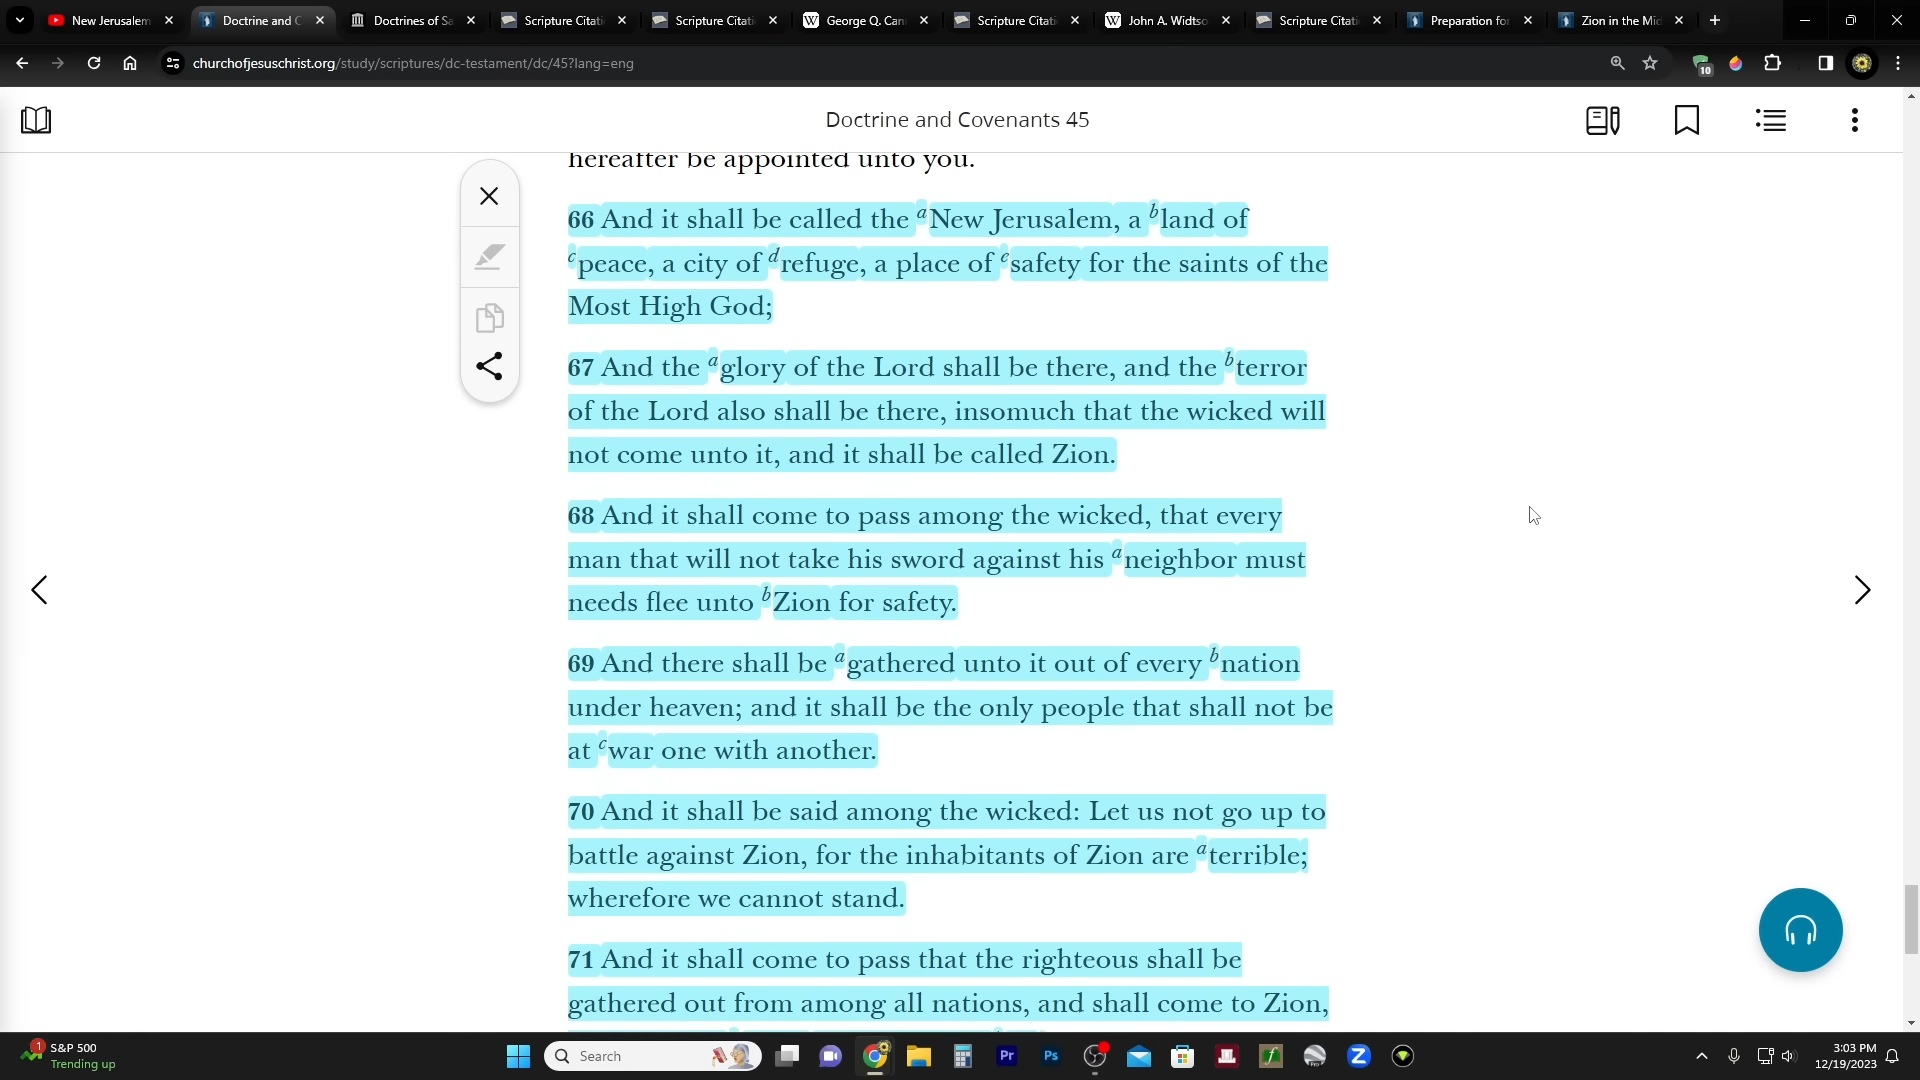 New Jerusalem
Doctrine and C
Doctrines of Sa
Scripture Citati
Scripture Citati
George Q. Can
Scripture Citati
John A. Widtso
Scripture Citati
Preparation for
Zion in the Mid
churchofjesuschrist.org/study/scriptures/dc-testament/dc/45?lang=eng
10
Doctrine and Covenants 45
hereafter be appointed unto you.
66 And it shall be called the a New Jerusalem, a b land of
c peace, a city of d refuge, a place of e safety for the saints of the
Most High God;
67 And the a glory of the Lord shall be there, and the b terror
of the Lord also shall be there, insomuch that the wicked will
not come unto it, and it shall be called Zion.
68 And it shall come to pass among the wicked, that every
man that will not take his sword against his a neighbor must
needs flee unto b Zion for safety.
69 And there shall be a gathered unto it out of every b nation
under heaven; and it shall be the only people that shall not be
at c war one with another.
70 And it shall be said among the wicked: Let us not go up to
battle against Zion, for the inhabitants of Zion are a terrible;
wherefore we cannot stand.
71 And it shall come to pass that the righteous shall be
gathered out from among all nations, and shall come to Zion,
1
S&P 500
Trending up
Search
Pr
Ps
3:03 PM
12/19/2023